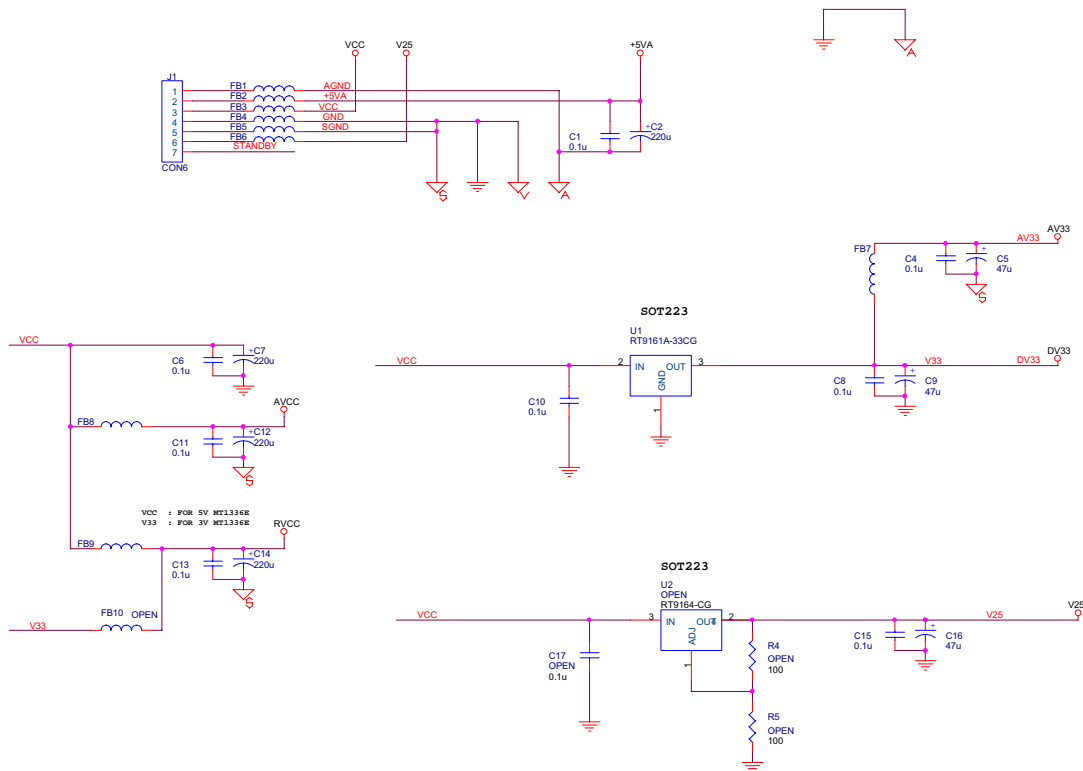 VCC
V25
+5VA
A
J1
1
2
3
4
5
6
7
CON6
FB1
FB2
FB3
FB4
FB5
FB6
AGND
+5VA
VCC
GND
SGND
STANDBY
C1
0.1u
+C2
220u
S
V
A
AV33
AV33
FB7
C4
0.1u
+
C5
47u
S
SOT223
U1
RT9161A-33CG
VCC
2
IN
OUT
3
GND
1
C10
0.1u
V33
DV33
DV33
C8
0.1u
+
C9
47u
VCC
C6
0.1u
+C7
220u
AVCC
FB8
C11
0.1u
+C12
220u
S
VCC : FOR 5V MT1336E
V33 : FOR 3V MT1336E
RVCC
FB9
C13
0.1u
+C14
220u
S
FB10 OPEN
V33
SOT223
U2
OPEN
RT9164-CG
VCC
3
IN
OUT
2
ADJ
1
C17
OPEN
0.1u
R4
OPEN
100
R5
OPEN
100
V25
V25
C15
0.1u
+
C16
47u